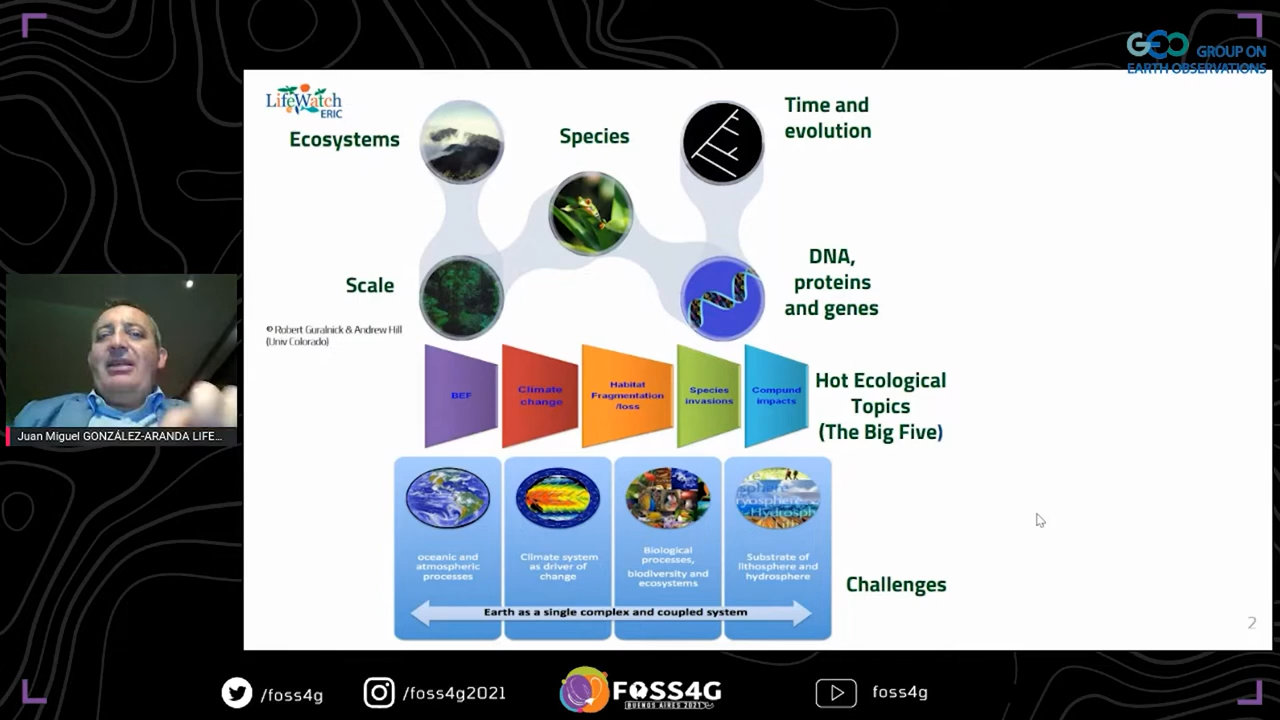 GEO GROUP ON
EARTH OBSERVATIONS
LifeWatch
ERIC
Ecosystems
Species
Time and
evolution
Scale
DNA,
proteins
and genes
© Robert Guralnick & Andrew Hill
(Univ Colorado)
BEF
Climate
change
Habitat
Fragmentation
/loss
Species
invasions
Compund
impacts
Hot Ecological
Topics
(The Big Five)
oceanic and
atmospheric
processes
Climate system
as driver of
change
Biological
processes,
biodiversity and
ecosystems
Substrate of
lithosphere and
hydrosphere
Challenges
Earth as a single complex and coupled system
2
Juan Miguel GONZÁLEZ-ARANDA LIFE...
/foss4g
/foss4g2021
FOSS4G
BUENOS AIRES 2021
foss4g